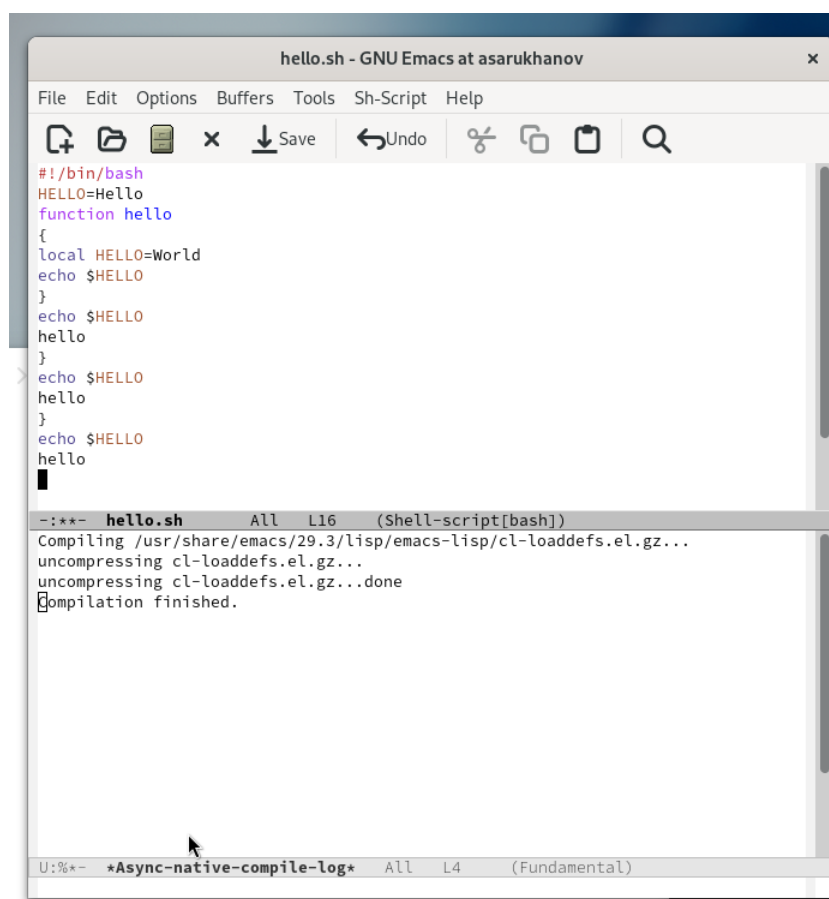 hello.sh - GNU Emacs at asarukhanov
File Edit Options Buffers Tools Sh-Script Help
Save Undo
#!/bin/bash
HELLO=Hello
function hello
{
local HELLO=World
echo $HELLO
}
echo $HELLO
hello
}
echo $HELLO
hello
}
echo $HELLO
hello
-:**- hello.sh All L16 (Shell-script[bash])
Compiling /usr/share/emacs/29.3/lisp/emacs-lisp/cl-loaddefs.el.gz...
uncompressing cl-loaddefs.el.gz...
uncompressing cl-loaddefs.el.gz...done
Compilation finished.
U:%*- *Async-native-compile-log* All L4 (Fundamental)